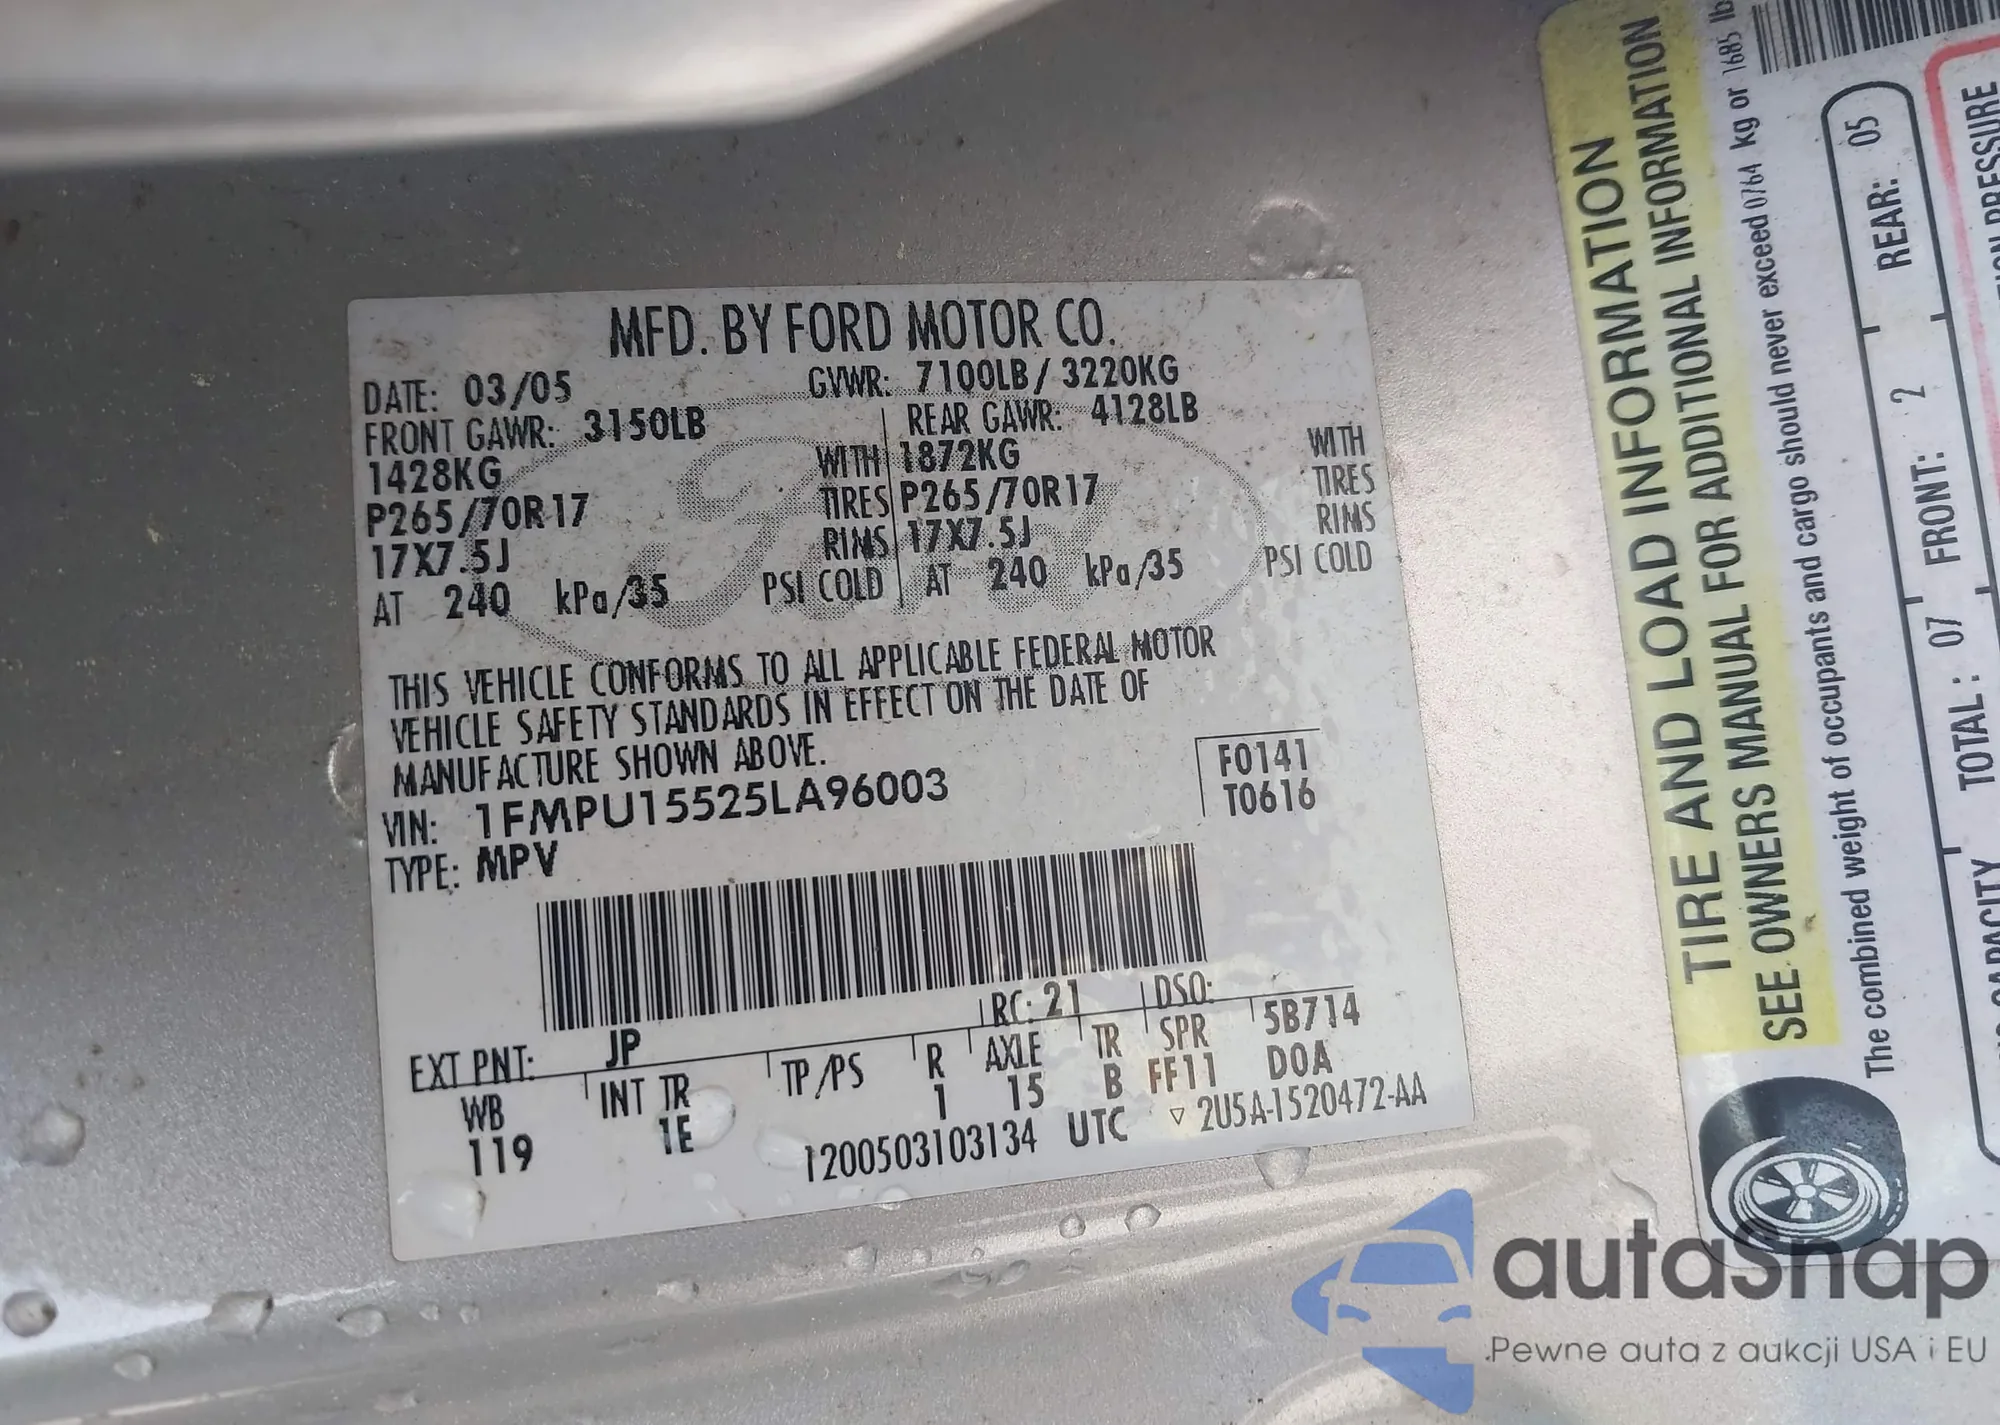 MFD. BY FORD MOTOR CO.
DATE: 03/05 GVWR: 7100LB/ 3220KG
FRONT GAWR: 3150LB REAR GAWR: 4128LB
1428KG WITH 1872KG WITH
P265/70R17 TIRES P265/70R17 TIRES
17X7.5J RIMS 17X7.5J RIMS
AT 240 kPa/35 PSI COLD AT 240 kPa/35 PSI COLD
Ford
THIS VEHICLE CONFORMS TO ALL APPLICABLE FEDERAL MOTOR
VEHICLE SAFETY STANDARDS IN EFFECT ON THE DATE OF
MANUFACTURE SHOWN ABOVE.
VIN: 1FMPU15525LA96003
TYPE: MPV
F0141
T0616
EXT PNT: JP RC: 21 DSO:
WB INT TR TP/PS R AXLE TR SPR 5B714
119 1E 1 15 B FF11 DOA
1200503103134 UTC ▽ 2U5A-1520472-AA
TIRE AND LOAD INFORMATION
SEE OWNERS MANUAL FOR ADDITIONAL INFORMATION
The combined weight of occupants and cargo should never exceed 0764 kg or 1685 lb
TOTAL: 07 FRONT: 2 REAR: 05
PRESSURE
autasnap
.Pewne auta z aukcji USA i EU